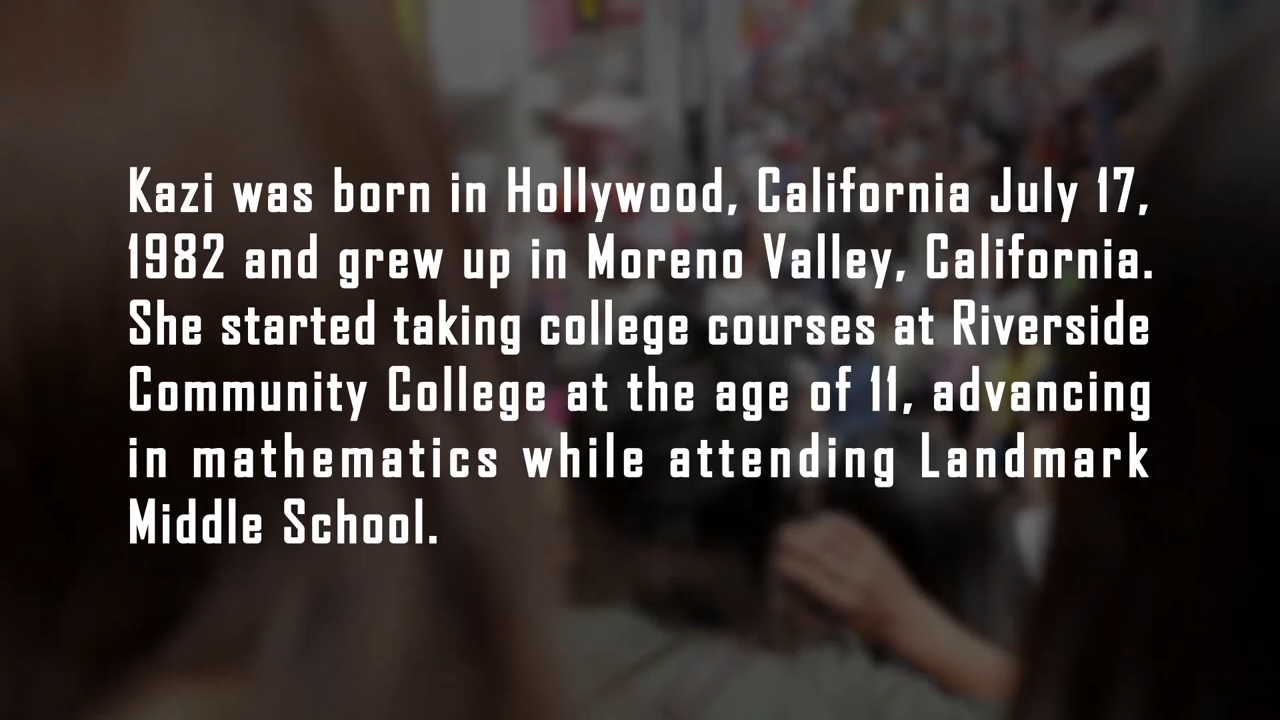 Kazi was born in Hollywood, California July 17,
1982 and grew up in Moreno Valley, California.
She started taking college courses at Riverside
Community College at the age of 11, advancing
in mathematics while attending Landmark
Middle School.